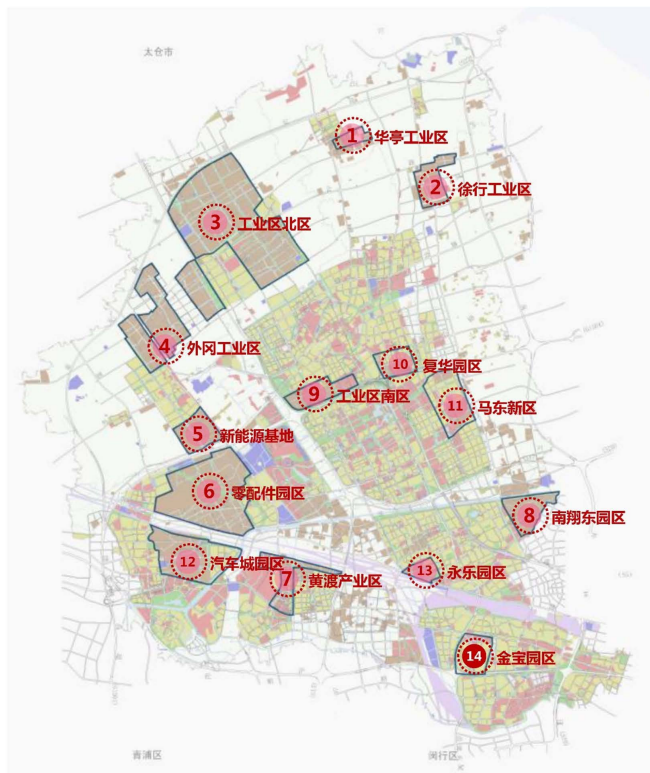 太仓市
1 华亭工业区
2 徐行工业区
3 工业区北区
4 外冈工业区
10 复华园区
9 工业区南区
11 马东新区
5 新能源基地
6 零配件园区
8 南翔东园区
12 汽车城园区
13 永乐园区
7 黄渡产业区
14 金宝园区
青浦区
闵行区